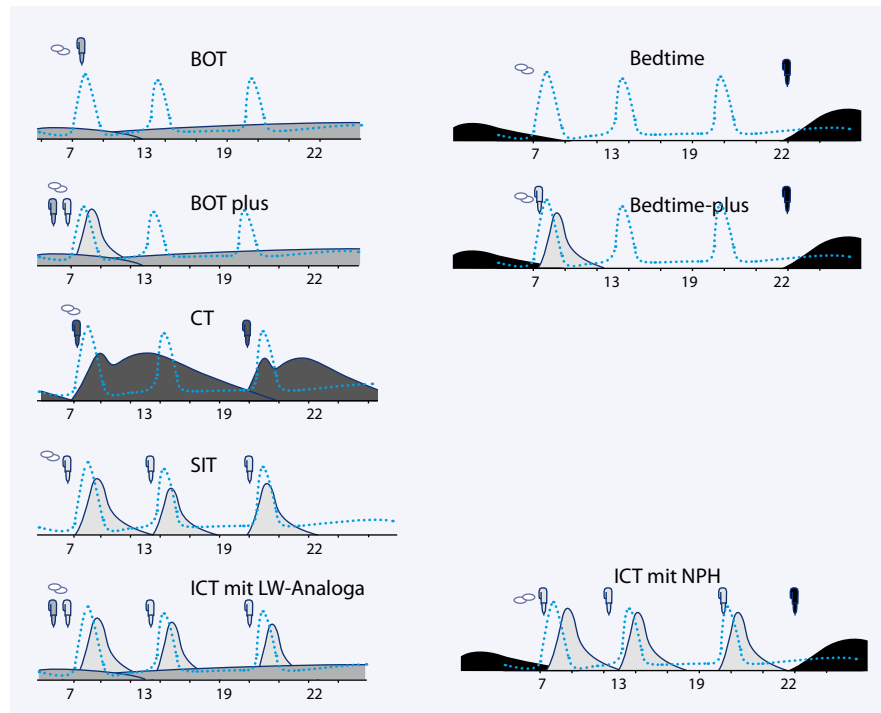 BOT
7 13 19 22
Bedtime
7 13 19 22
BOT plus
7 13 19 22
Bedtime-plus
7 13 19 22
CT
7 13 19 22
SIT
7 13 19 22
ICT mit LW-Analoga
7 13 19 22
ICT mit NPH
7 13 19 22